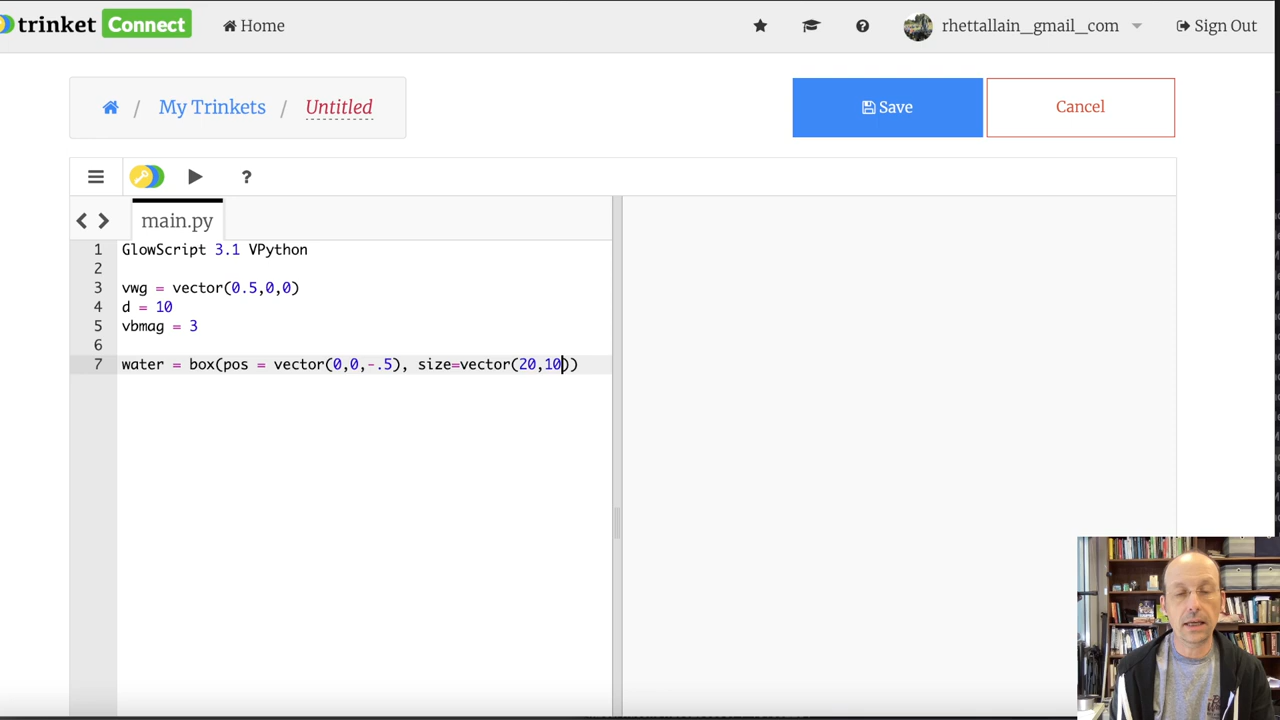 trinket Connect Home rhettallain_gmail_com Sign Out
/ My Trinkets / Untitled Save Cancel
?
main.py
1 GlowScript 3.1 VPython
2
3 vwg = vector(0.5,0,0)
4 d = 10
5 vbmag = 3
6
7 water = box(pos = vector(0,0,-.5), size=vector(20,10))